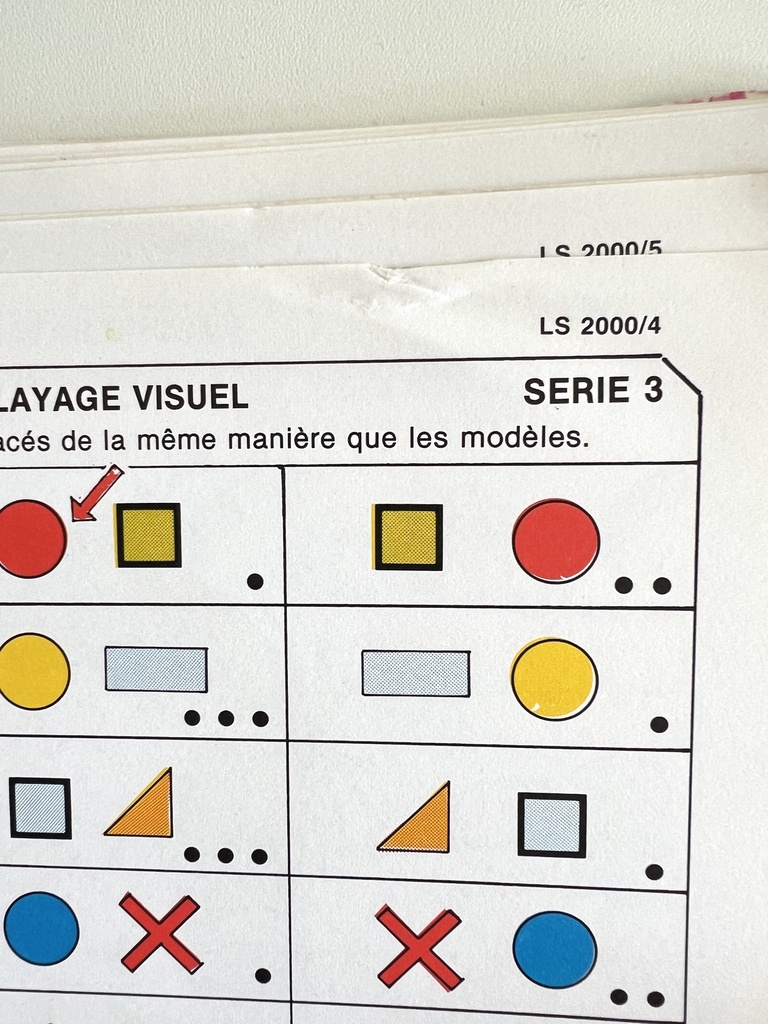 LS 2000/5
LS 2000/4
LAYAGE VISUEL SERIE 3
acés de la même manière que les modèles.